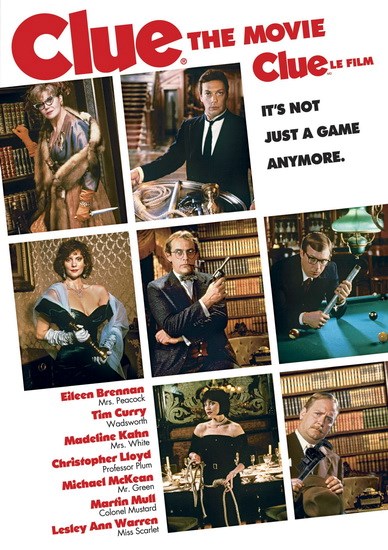 Clue® THE MOVIE
Clue LE FILM
IT'S NOT
JUST A GAME
ANYMORE.
Eileen Brennan
Mrs. Peacock
Tim Curry
Wadsworth
Madeline Kahn
Mrs. White
Christopher Lloyd
Professor Plum
Michael McKean
Mr. Green
Martin Mull
Colonel Mustard
Lesley Ann Warren
Miss Scarlet